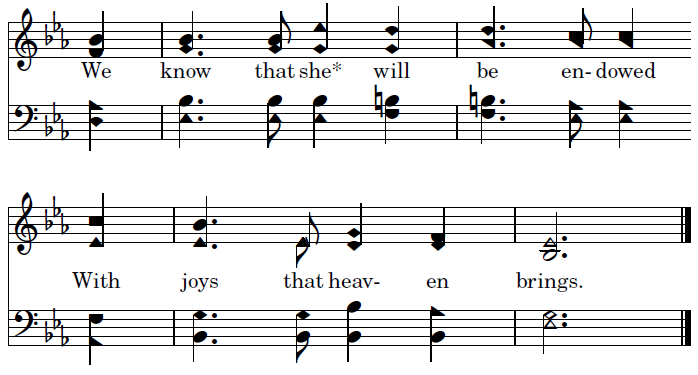 We know that she* will be en- dowed
With joys that heav- en brings.